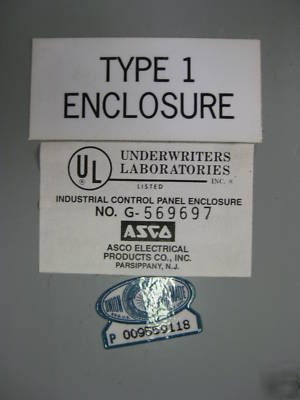 TYPE 1
ENCLOSURE
UL
UNDERWRITERS
LABORATORIES
INC. ®
LISTED
INDUSTRIAL CONTROL PANEL ENCLOSURE
NO. G-569697
ASCO
ASCO ELECTRICAL
PRODUCTS CO., INC.
PARSIPPANY, N.J.
P 009559118